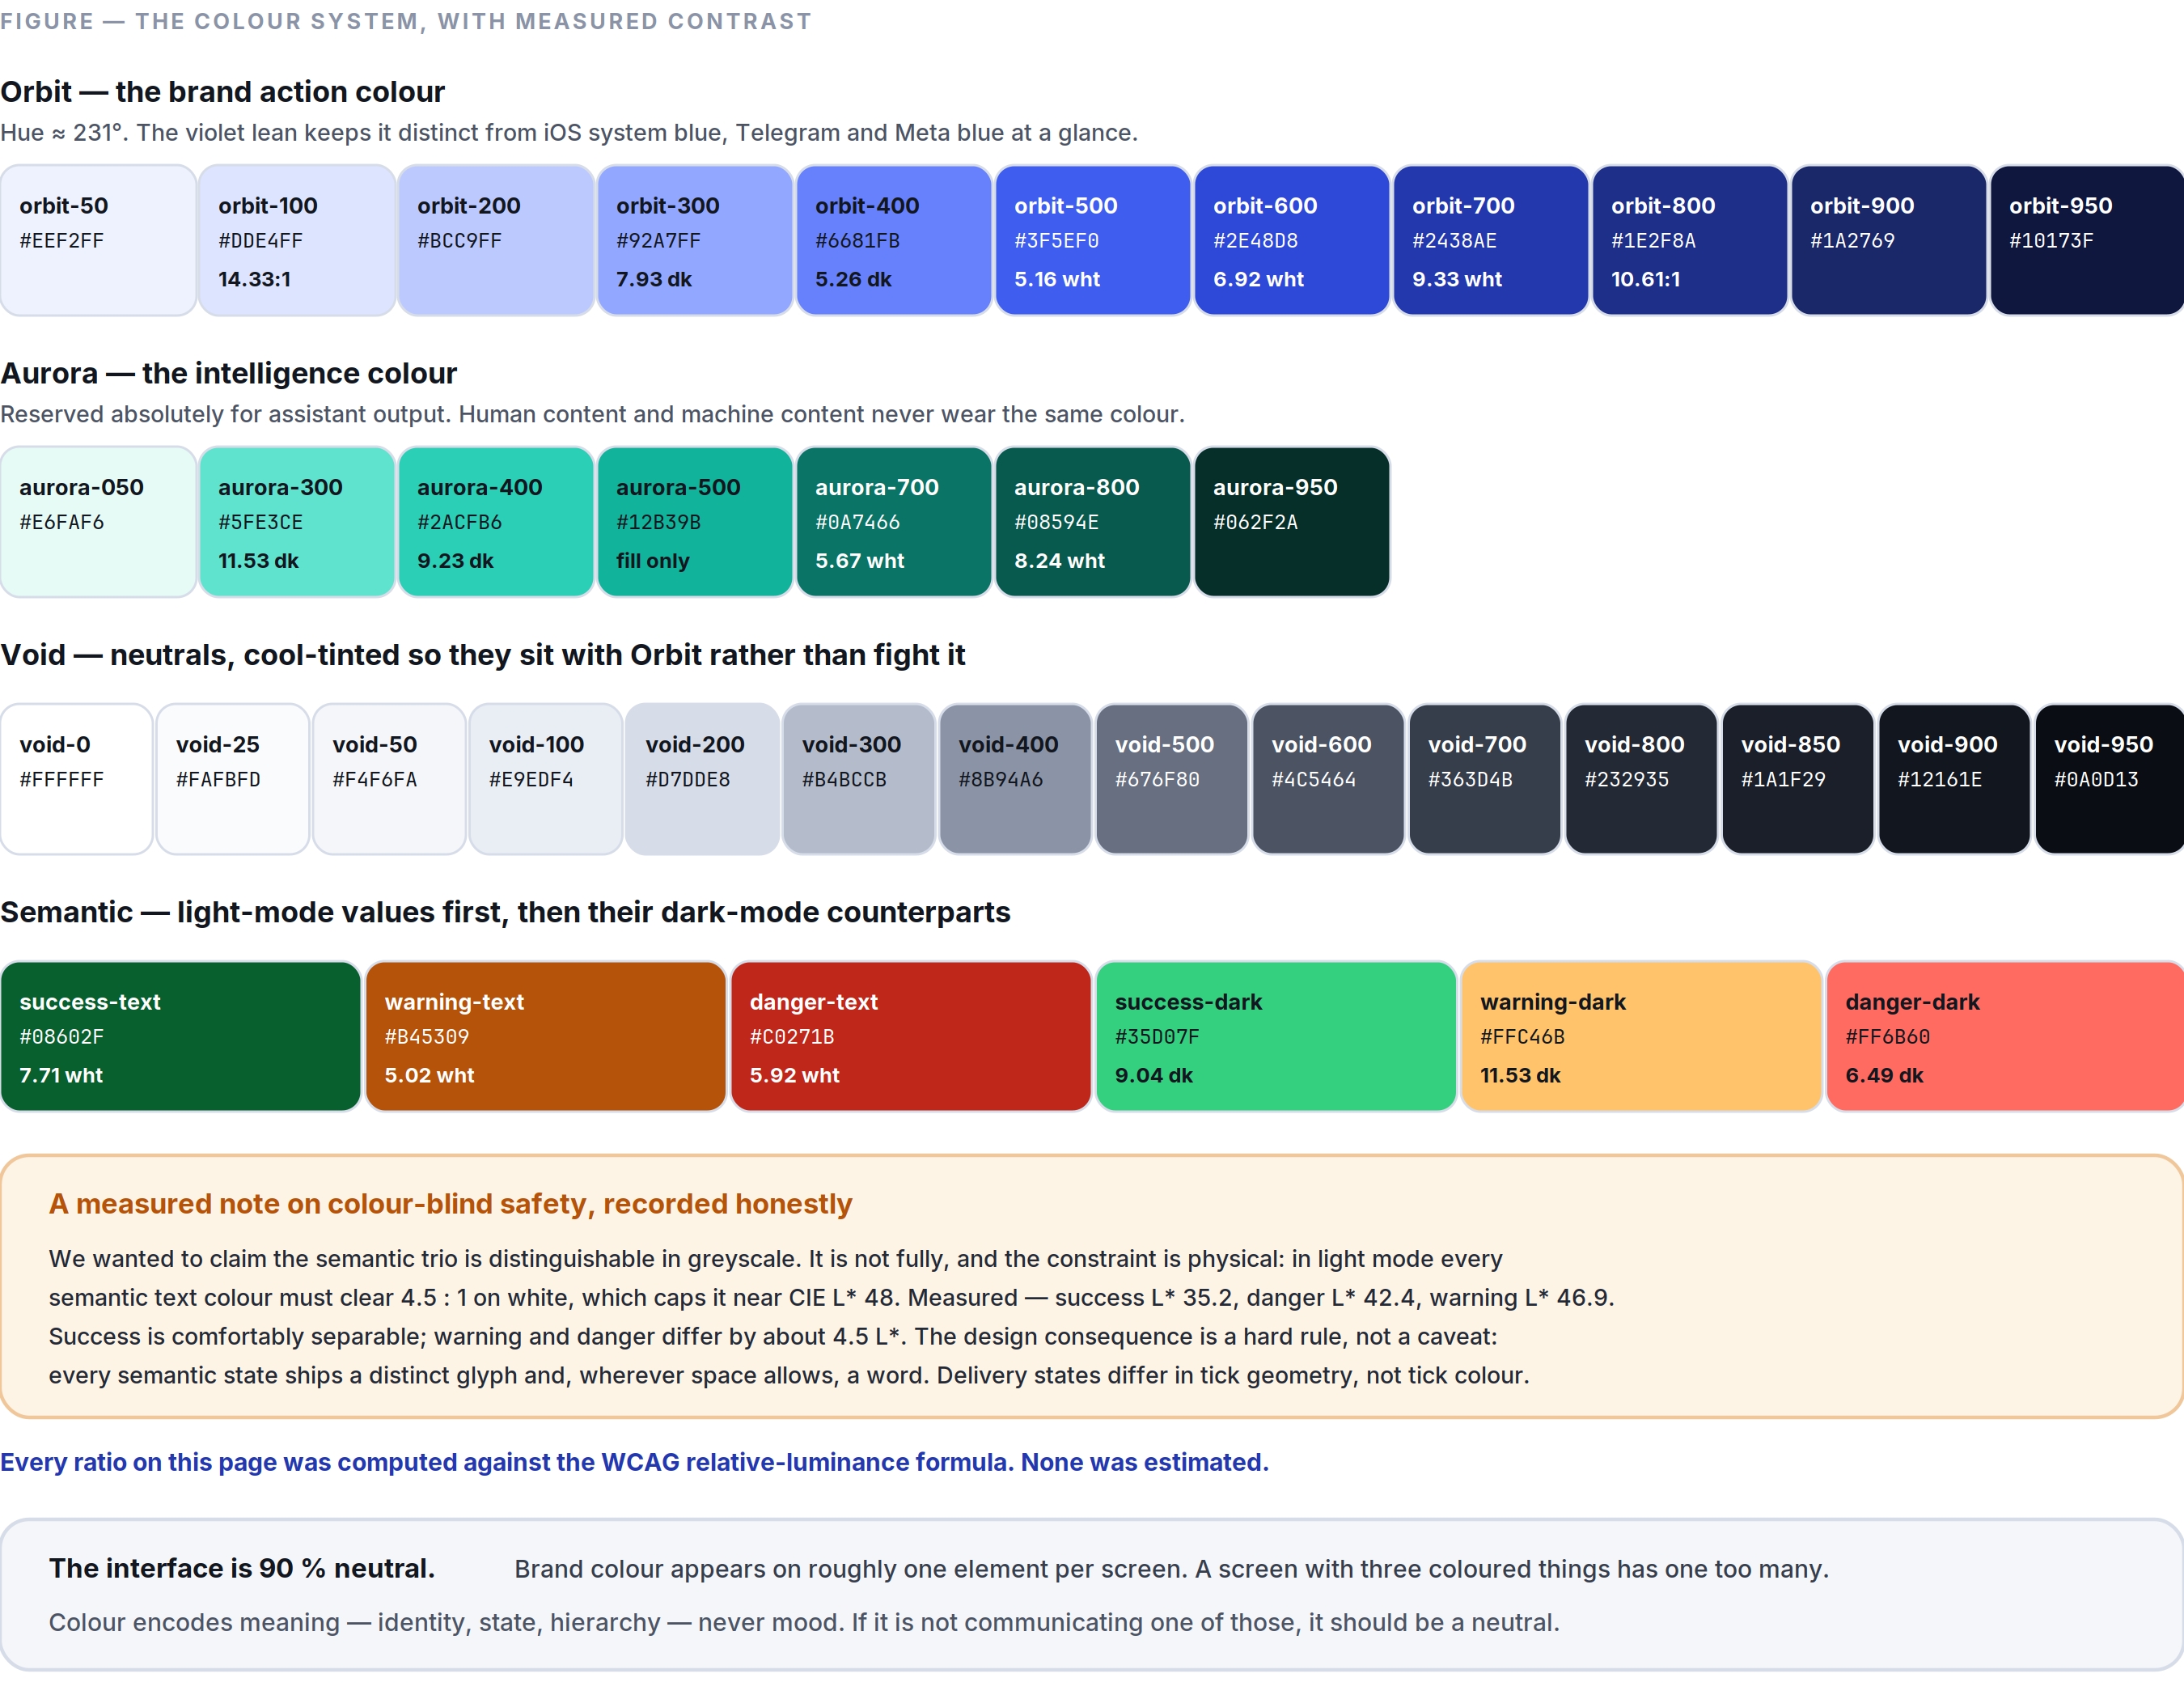 FIGURE — THE COLOUR SYSTEM, WITH MEASURED CONTRAST
Orbit — the brand action colour
Hue ≈ 231°. The violet lean keeps it distinct from iOS system blue, Telegram and Meta blue at a glance.
orbit-50 orbit-100 orbit-200 orbit-300 orbit-400 orbit-500 orbit-600 orbit-700 orbit-800 orbit-900 orbit-950
#EEF2FF #DDE4FF #BCC9FF #92A7FF #6681FB #3F5EF0 #2E48D8 #2438AE #1E2F8A #1A2769 #10173F
14.33:1 7.93 dk 5.26 dk 5.16 wht 6.92 wht 9.33 wht 10.61:1
Aurora — the intelligence colour
Reserved absolutely for assistant output. Human content and machine content never wear the same colour.
aurora-050 aurora-300 aurora-400 aurora-500 aurora-700 aurora-800 aurora-950
#E6FAF6 #5FE3CE #2ACFB6 #12B39B #0A7466 #08594E #062F2A
11.53 dk 9.23 dk fill only 5.67 wht 8.24 wht
Void — neutrals, cool-tinted so they sit with Orbit rather than fight it
void-0 void-25 void-50 void-100 void-200 void-300 void-400 void-500 void-600 void-700 void-800 void-850 void-900 void-950
#FFFFFF #FAFBFD #F4F6FA #E9EDF4 #D7DDE8 #B4BCCB #8B94A6 #676F80 #4C5464 #363D4B #232935 #1A1F29 #12161E #0A0D13
Semantic — light-mode values first, then their dark-mode counterparts
success-text warning-text danger-text success-dark warning-dark danger-dark
#08602F #B45309 #C0271B #35D07F #FFC46B #FF6B60
7.71 wht 5.02 wht 5.92 wht 9.04 dk 11.53 dk 6.49 dk
A measured note on colour-blind safety, recorded honestly
We wanted to claim the semantic trio is distinguishable in greyscale. It is not fully, and the constraint is physical: in light mode every
semantic text colour must clear 4.5 : 1 on white, which caps it near CIE L* 48. Measured — success L* 35.2, danger L* 42.4, warning L* 46.9.
Success is comfortably separable; warning and danger differ by about 4.5 L*. The design consequence is a hard rule, not a caveat:
every semantic state ships a distinct glyph and, wherever space allows, a word. Delivery states differ in tick geometry, not tick colour.
Every ratio on this page was computed against the WCAG relative-luminance formula. None was estimated.
The interface is 90 % neutral. Brand colour appears on roughly one element per screen. A screen with three coloured things has one too many.
Colour encodes meaning — identity, state, hierarchy — never mood. If it is not communicating one of those, it should be a neutral.